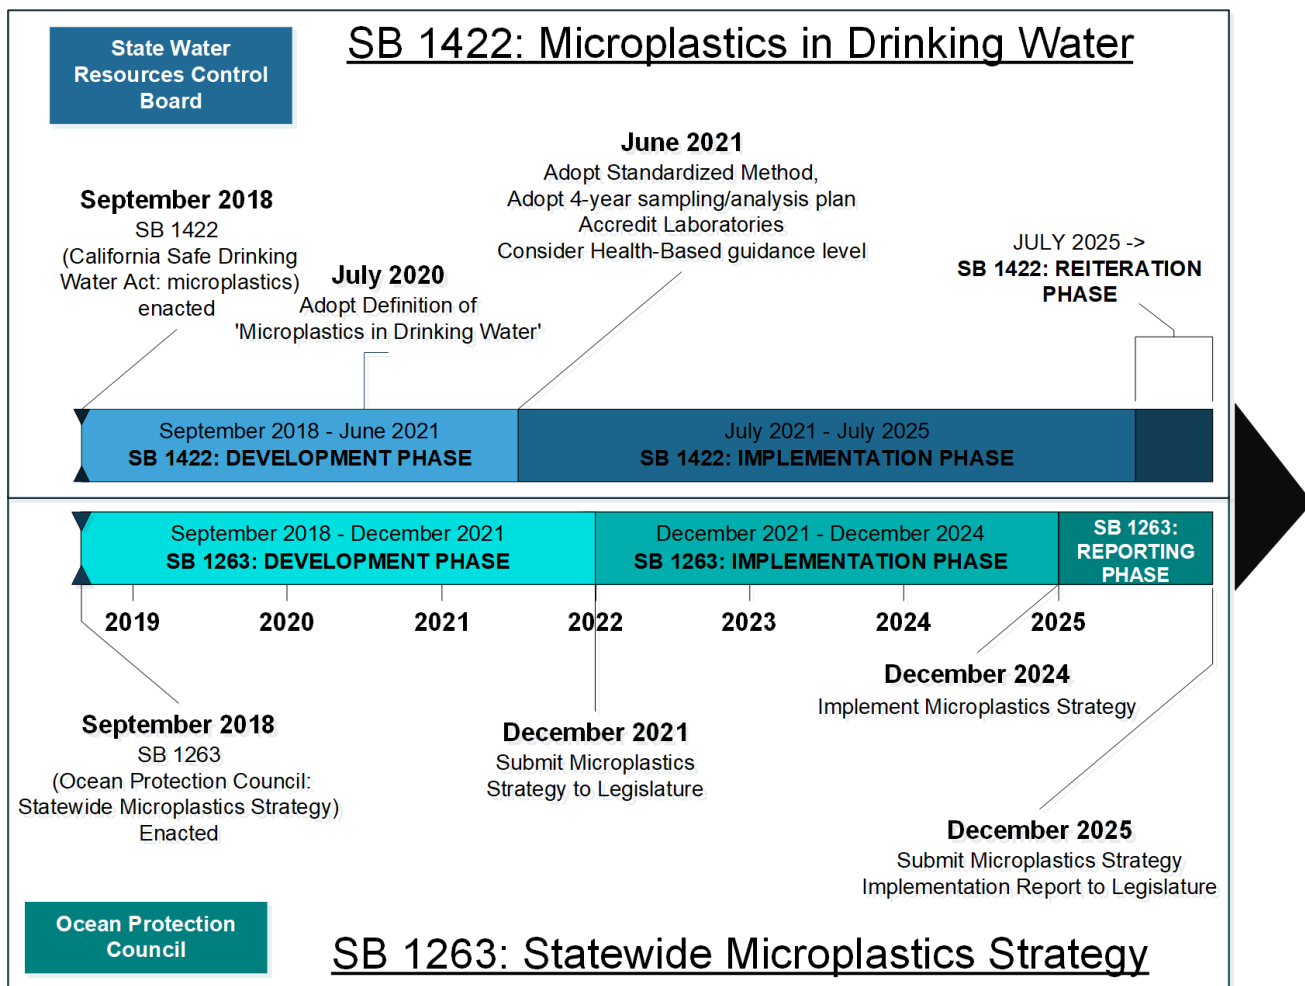 State Water
Resources Control
Board
SB 1422: Microplastics in Drinking Water
June 2021
Adopt Standardized Method,
Adopt 4-year sampling/analysis plan
Accredit Laboratories
Consider Health-Based guidance level
September 2018
SB 1422
(California Safe Drinking
Water Act: microplastics)
enacted
July 2020
Adopt Definition of
'Microplastics in Drinking Water'
JULY 2025 ->
SB 1422: REITERATION
PHASE
September 2018 - June 2021
SB 1422: DEVELOPMENT PHASE
July 2021 - July 2025
SB 1422: IMPLEMENTATION PHASE
September 2018 - December 2021
SB 1263: DEVELOPMENT PHASE
December 2021 - December 2024
SB 1263: IMPLEMENTATION PHASE
SB 1263:
REPORTING
PHASE
2019 2020 2021 2022 2023 2024 2025
September 2018
SB 1263
(Ocean Protection Council:
Statewide Microplastics Strategy)
Enacted
December 2021
Submit Microplastics
Strategy to Legislature
December 2024
Implement Microplastics Strategy
December 2025
Submit Microplastics Strategy
Implementation Report to Legislature
Ocean Protection
Council
SB 1263: Statewide Microplastics Strategy